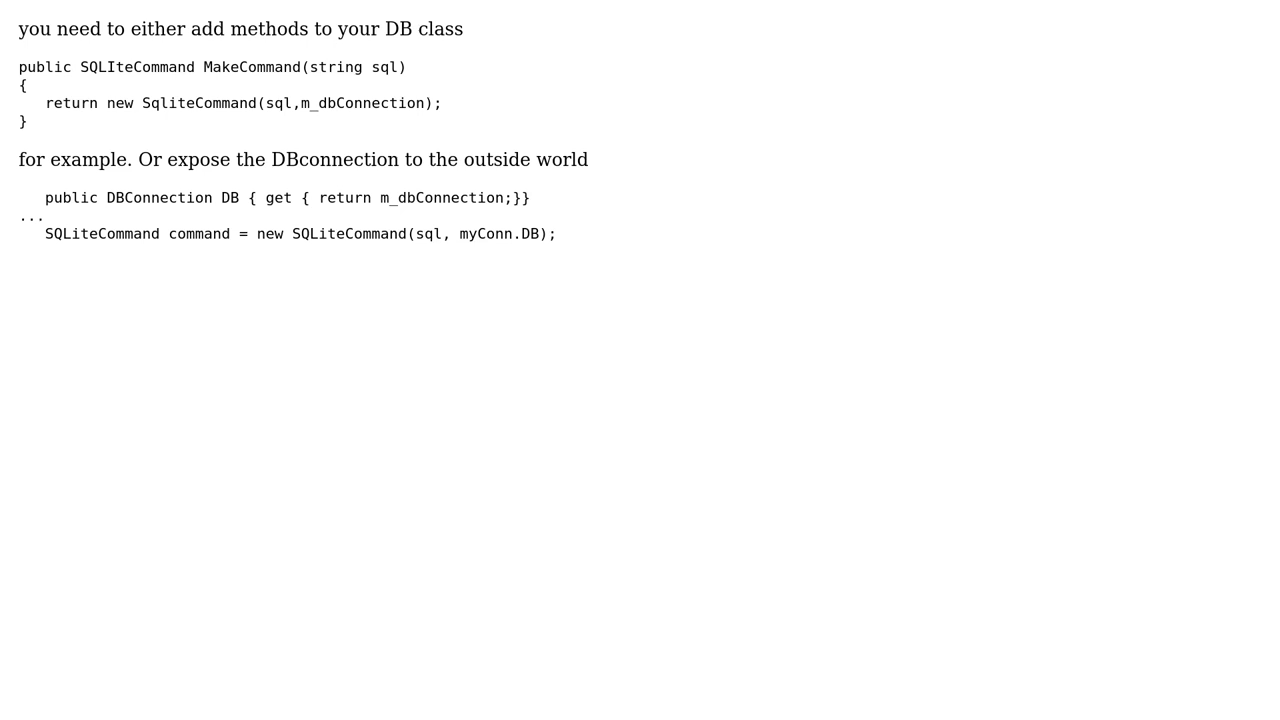 you need to either add methods to your DB class
public SQLIteCommand MakeCommand(string sql)
{
   return new SqliteCommand(sql,m_dbConnection);
}
for example. Or expose the DBconnection to the outside world
   public DBConnection DB { get { return m_dbConnection;}}
...
   SQLiteCommand command = new SQLiteCommand(sql, myConn.DB);